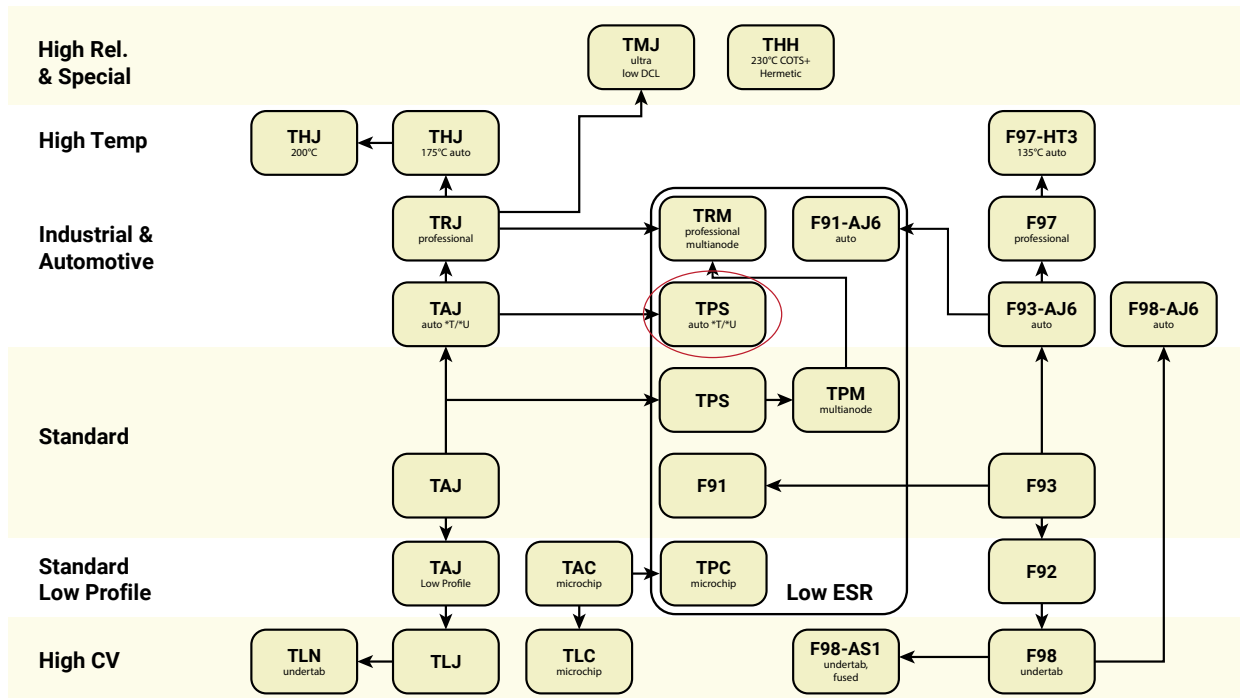 High Rel.
& Special
TMJ
ultra
low DCL
THH
230°C COTS+
Hermetic
High Temp
THJ
200°C
THJ
175°C auto
F97-HT3
135°C auto
Industrial &
Automotive
TRJ
professional
TRM
professional
multianode
F91-AJ6
auto
F97
professional
TAJ
auto *T/*U
TPS
auto *T/*U
F93-AJ6
auto
F98-AJ6
auto
Standard
TPS
TPM
multianode
TAJ
F91
F93
Standard
Low Profile
TAJ
Low Profile
TAC
microchip
TPC
microchip
Low ESR
F92
High CV
TLN
undertab
TLJ
TLC
microchip
F98-AS1
undertab,
fused
F98
undertab